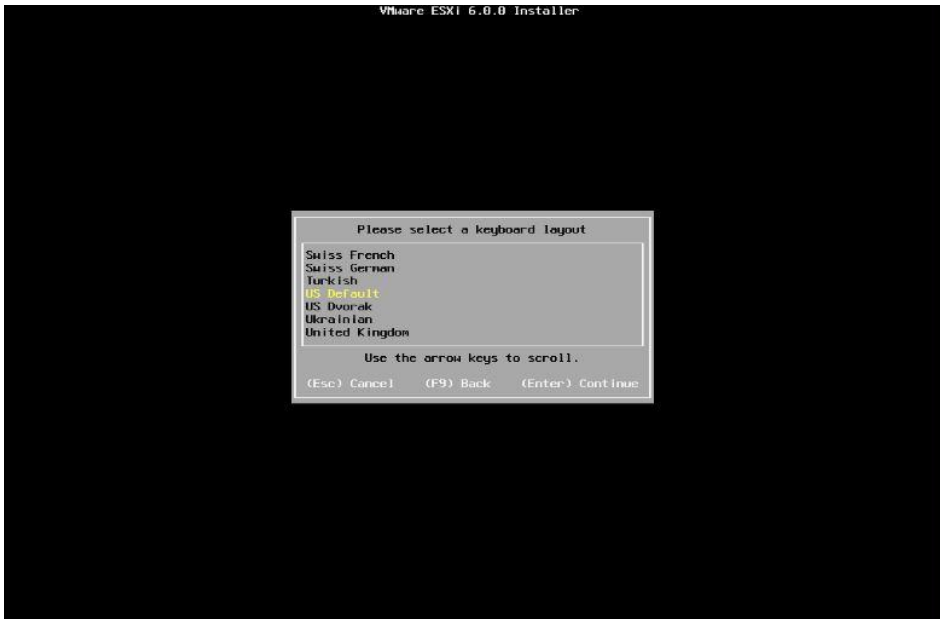 VMware ESXi 6.0.0 Installer
Please select a keyboard layout
Swiss French
Swiss German
Turkish
US Default
US Dvorak
Ukrainian
United Kingdom
Use the arrow keys to scroll.
(Esc) Cancel (F9) Back (Enter) Continue